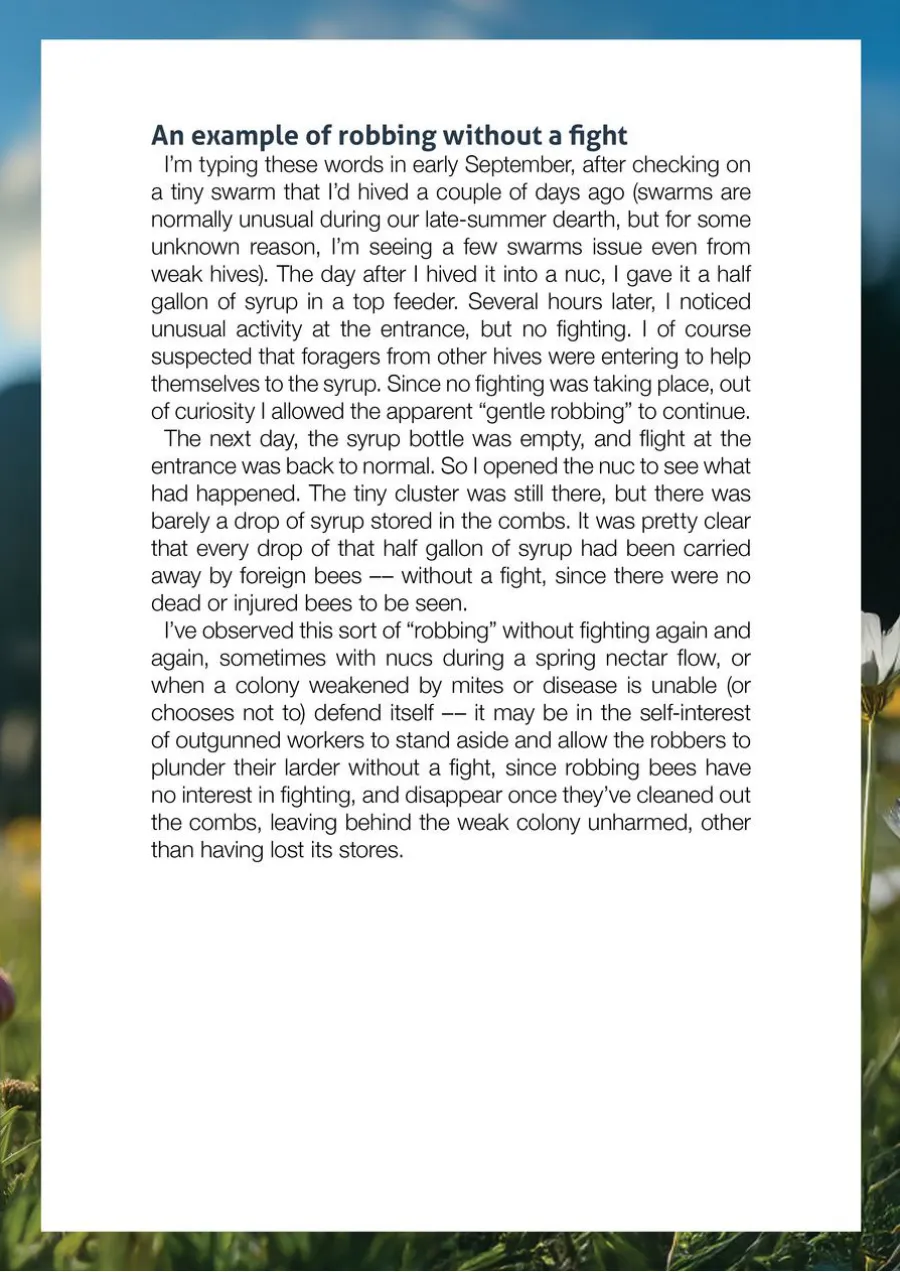 An example of robbing without a fight
I’m typing these words in early September, after checking on
a tiny swarm that I’d hived a couple of days ago (swarms are
normally unusual during our late-summer dearth, but for some
unknown reason, I’m seeing a few swarms issue even from
weak hives). The day after I hived it into a nuc, I gave it a half
gallon of syrup in a top feeder. Several hours later, I noticed
unusual activity at the entrance, but no fighting. I of course
suspected that foragers from other hives were entering to help
themselves to the syrup. Since no fighting was taking place, out
of curiosity I allowed the apparent “gentle robbing” to continue.
The next day, the syrup bottle was empty, and flight at the
entrance was back to normal. So I opened the nuc to see what
had happened. The tiny cluster was still there, but there was
barely a drop of syrup stored in the combs. It was pretty clear
that every drop of that half gallon of syrup had been carried
away by foreign bees –– without a fight, since there were no
dead or injured bees to be seen.
I’ve observed this sort of “robbing” without fighting again and
again, sometimes with nucs during a spring nectar flow, or
when a colony weakened by mites or disease is unable (or
chooses not to) defend itself –– it may be in the self-interest
of outgunned workers to stand aside and allow the robbers to
plunder their larder without a fight, since robbing bees have
no interest in fighting, and disappear once they’ve cleaned out
the combs, leaving behind the weak colony unharmed, other
than having lost its stores.